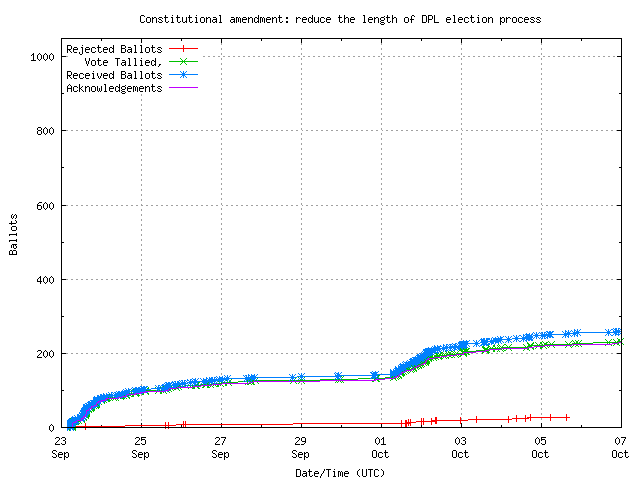 Constitutional amendment: reduce the length of DPL election process
1000
800
600
400
200
0
Ballots
Rejected Ballots
Vote Tallied,
Received Ballots
Acknowledgements
23 25 27 29 01 03 05 07
Sep Sep Sep Sep Oct Oct Oct Oct
Date/Time (UTC)